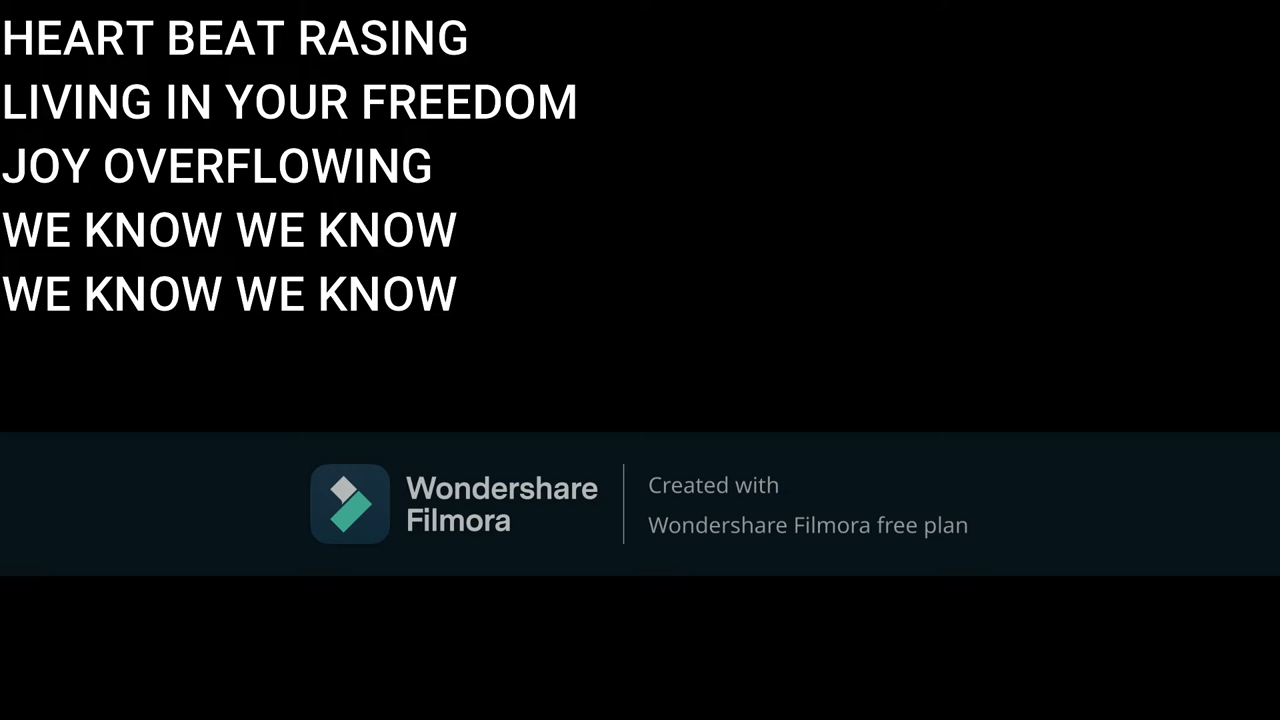 HEART BEAT RASING
LIVING IN YOUR FREEDOM
JOY OVERFLOWING
WE KNOW WE KNOW
WE KNOW WE KNOW
Wondershare
Filmora
Created with
Wondershare Filmora free plan